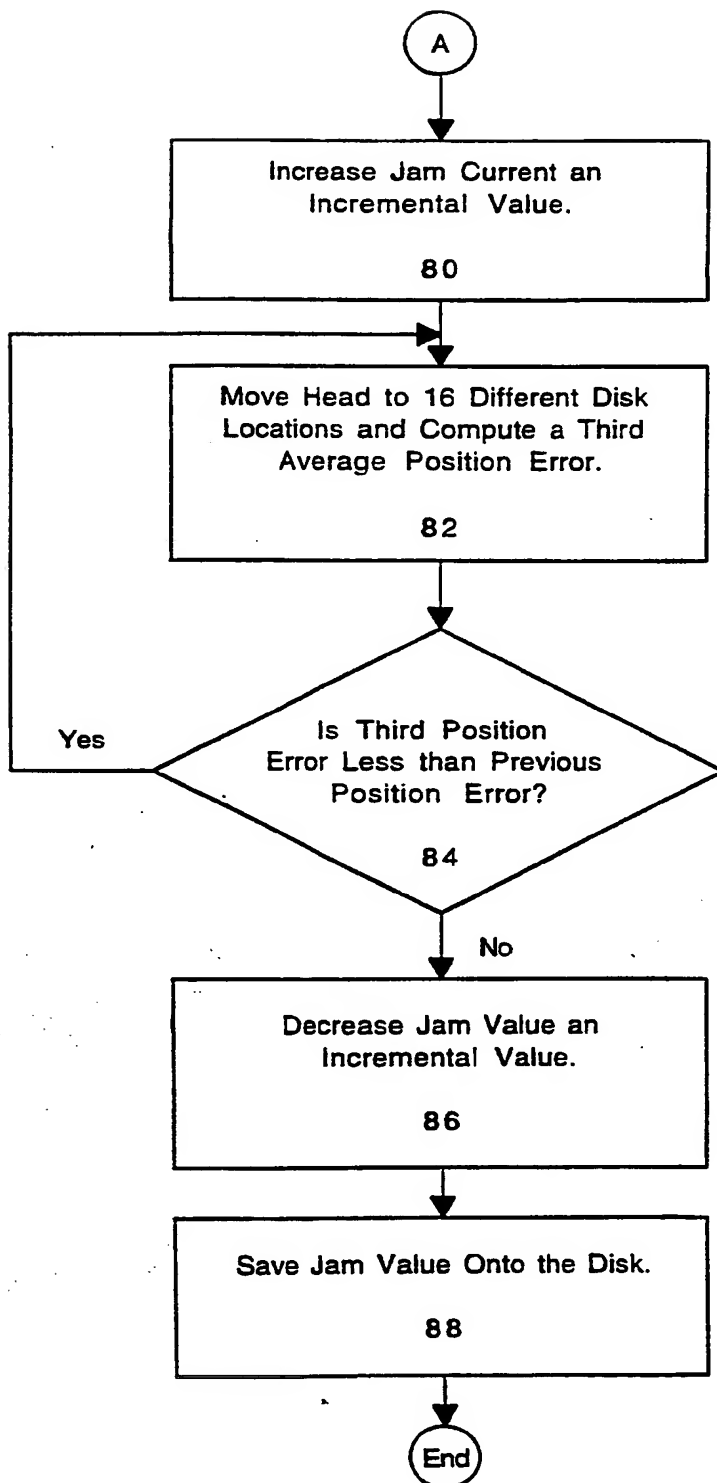 A
Increase Jam Current an
Incremental Value.
80
Move Head to 16 Different Disk
Locations and Compute a Third
Average Position Error.
82
Yes
Is Third Position
Error Less than Previous
Position Error?
84
No
Decrease Jam Value an
Incremental Value.
86
Save Jam Value Onto the Disk.
88
End